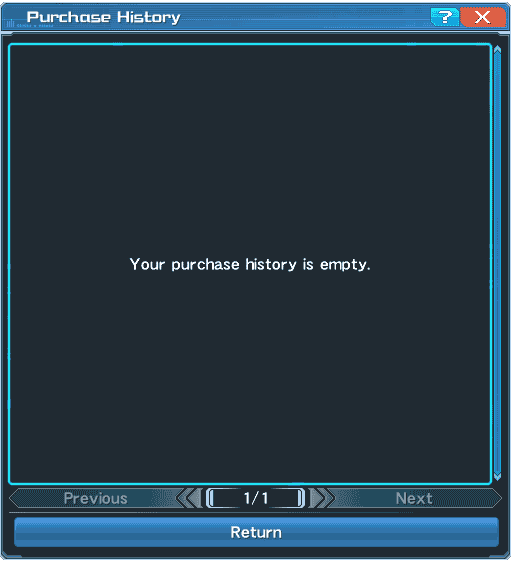 Purchase History
?
Your purchase history is empty.
Previous
1/1
Next
Return